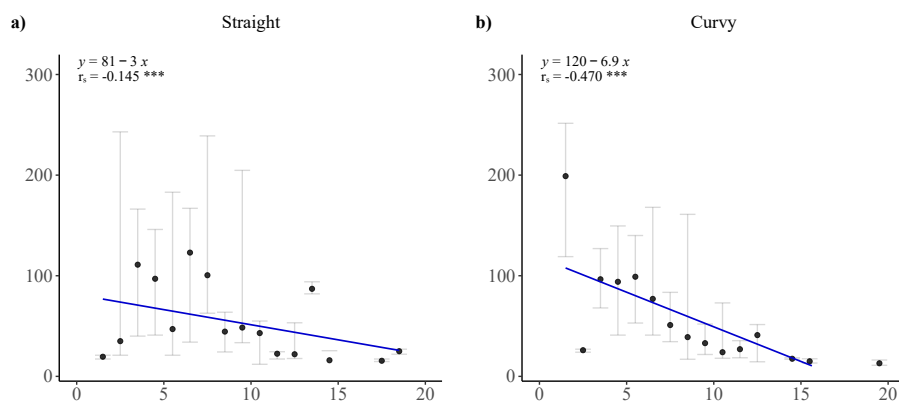 a) Straight
y = 81 − 3 x
rs = -0.145 ***
300
200
100
0
0 5 10 15 20
b) Curvy
y = 120 − 6.9 x
rs = -0.470 ***
300
200
100
0
0 5 10 15 20